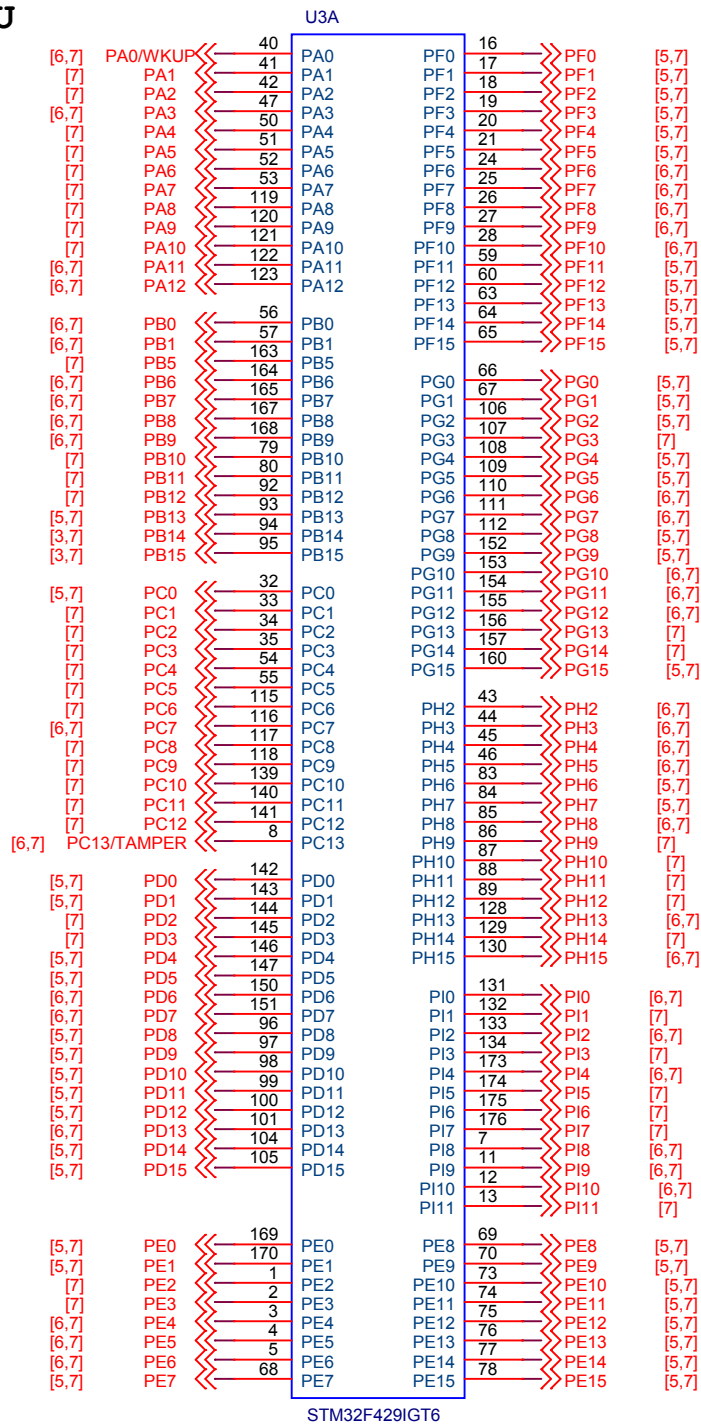 U
U3A
[6,7] PA0/WKUP 40 PA0 PF0 16 PF0 [5,7]
[7] PA1 41 PA1 PF1 17 PF1 [5,7]
[7] PA2 42 PA2 PF2 18 PF2 [5,7]
[6,7] PA3 47 PA3 PF3 19 PF3 [5,7]
[7] PA4 50 PA4 PF4 20 PF4 [5,7]
[7] PA5 51 PA5 PF5 21 PF5 [5,7]
[7] PA6 52 PA6 PF6 24 PF6 [6,7]
[7] PA7 53 PA7 PF7 25 PF7 [6,7]
[7] PA8 119 PA8 PF8 26 PF8 [6,7]
[7] PA9 120 PA9 PF9 27 PF9 [6,7]
[7] PA10 121 PA10 PF10 28 PF10 [6,7]
[6,7] PA11 122 PA11 PF11 59 PF11 [5,7]
[6,7] PA12 123 PA12 PF12 60 PF12 [5,7]
PF13 63 PF13 [5,7]
[6,7] PB0 56 PB0 PF14 64 PF14 [5,7]
[6,7] PB1 57 PB1 PF15 65 PF15 [5,7]
[7] PB5 163 PB5
[6,7] PB6 164 PB6 PG0 66 PG0 [5,7]
[6,7] PB7 165 PB7 PG1 67 PG1 [5,7]
[6,7] PB8 167 PB8 PG2 106 PG2 [5,7]
[6,7] PB9 168 PB9 PG3 107 PG3 [7]
[7] PB10 79 PB10 PG4 108 PG4 [5,7]
[7] PB11 80 PB11 PG5 109 PG5 [5,7]
[7] PB12 92 PB12 PG6 110 PG6 [6,7]
[5,7] PB13 93 PB13 PG7 111 PG7 [6,7]
[3,7] PB14 94 PB14 PG8 112 PG8 [5,7]
[3,7] PB15 95 PB15 PG9 152 PG9 [5,7]
PG10 153 PG10 [6,7]
[5,7] PC0 32 PC0 PG11 154 PG11 [6,7]
[7] PC1 33 PC1 PG12 155 PG12 [6,7]
[7] PC2 34 PC2 PG13 156 PG13 [7]
[7] PC3 35 PC3 PG14 157 PG14 [7]
[7] PC4 54 PC4 PG15 160 PG15 [5,7]
[7] PC5 55 PC5
[7] PC6 115 PC6 PH2 43 PH2 [6,7]
[6,7] PC7 116 PC7 PH3 44 PH3 [6,7]
[7] PC8 117 PC8 PH4 45 PH4 [6,7]
[7] PC9 118 PC9 PH5 46 PH5 [6,7]
[7] PC10 139 PC10 PH6 83 PH6 [5,7]
[7] PC11 140 PC11 PH7 84 PH7 [5,7]
[7] PC12 141 PC12 PH8 85 PH8 [6,7]
[6,7] PC13/TAMPER 8 PC13 PH9 86 PH9 [7]
PH10 87 PH10 [7]
[5,7] PD0 142 PD0 PH11 88 PH11 [7]
[5,7] PD1 143 PD1 PH12 89 PH12 [7]
[7] PD2 144 PD2 PH13 128 PH13 [6,7]
[7] PD3 145 PD3 PH14 129 PH14 [7]
[5,7] PD4 146 PD4 PH15 130 PH15 [6,7]
[5,7] PD5 147 PD5
[6,7] PD6 150 PD6 PI0 131 PI0 [6,7]
[6,7] PD7 151 PD7 PI1 132 PI1 [7]
[5,7] PD8 96 PD8 PI2 133 PI2 [6,7]
[5,7] PD9 97 PD9 PI3 134 PI3 [7]
[5,7] PD10 98 PD10 PI4 173 PI4 [6,7]
[5,7] PD11 99 PD11 PI5 174 PI5 [7]
[5,7] PD12 100 PD12 PI6 175 PI6 [7]
[6,7] PD13 101 PD13 PI7 176 PI7 [7]
[5,7] PD14 104 PD14 PI8 7 PI8 [6,7]
[5,7] PD15 105 PD15 PI9 11 PI9 [6,7]
PI10 12 PI10 [6,7]
PI11 13 PI11 [7]
[5,7] PE0 169 PE0 PE8 69 PE8 [5,7]
[5,7] PE1 170 PE1 PE9 70 PE9 [5,7]
[7] PE2 1 PE2 PE10 73 PE10 [5,7]
[7] PE3 2 PE3 PE11 74 PE11 [5,7]
[6,7] PE4 3 PE4 PE12 75 PE12 [5,7]
[6,7] PE5 4 PE5 PE13 76 PE13 [5,7]
[6,7] PE6 5 PE6 PE14 77 PE14 [5,7]
[5,7] PE7 68 PE7 PE15 78 PE15 [5,7]
STM32F429IGT6